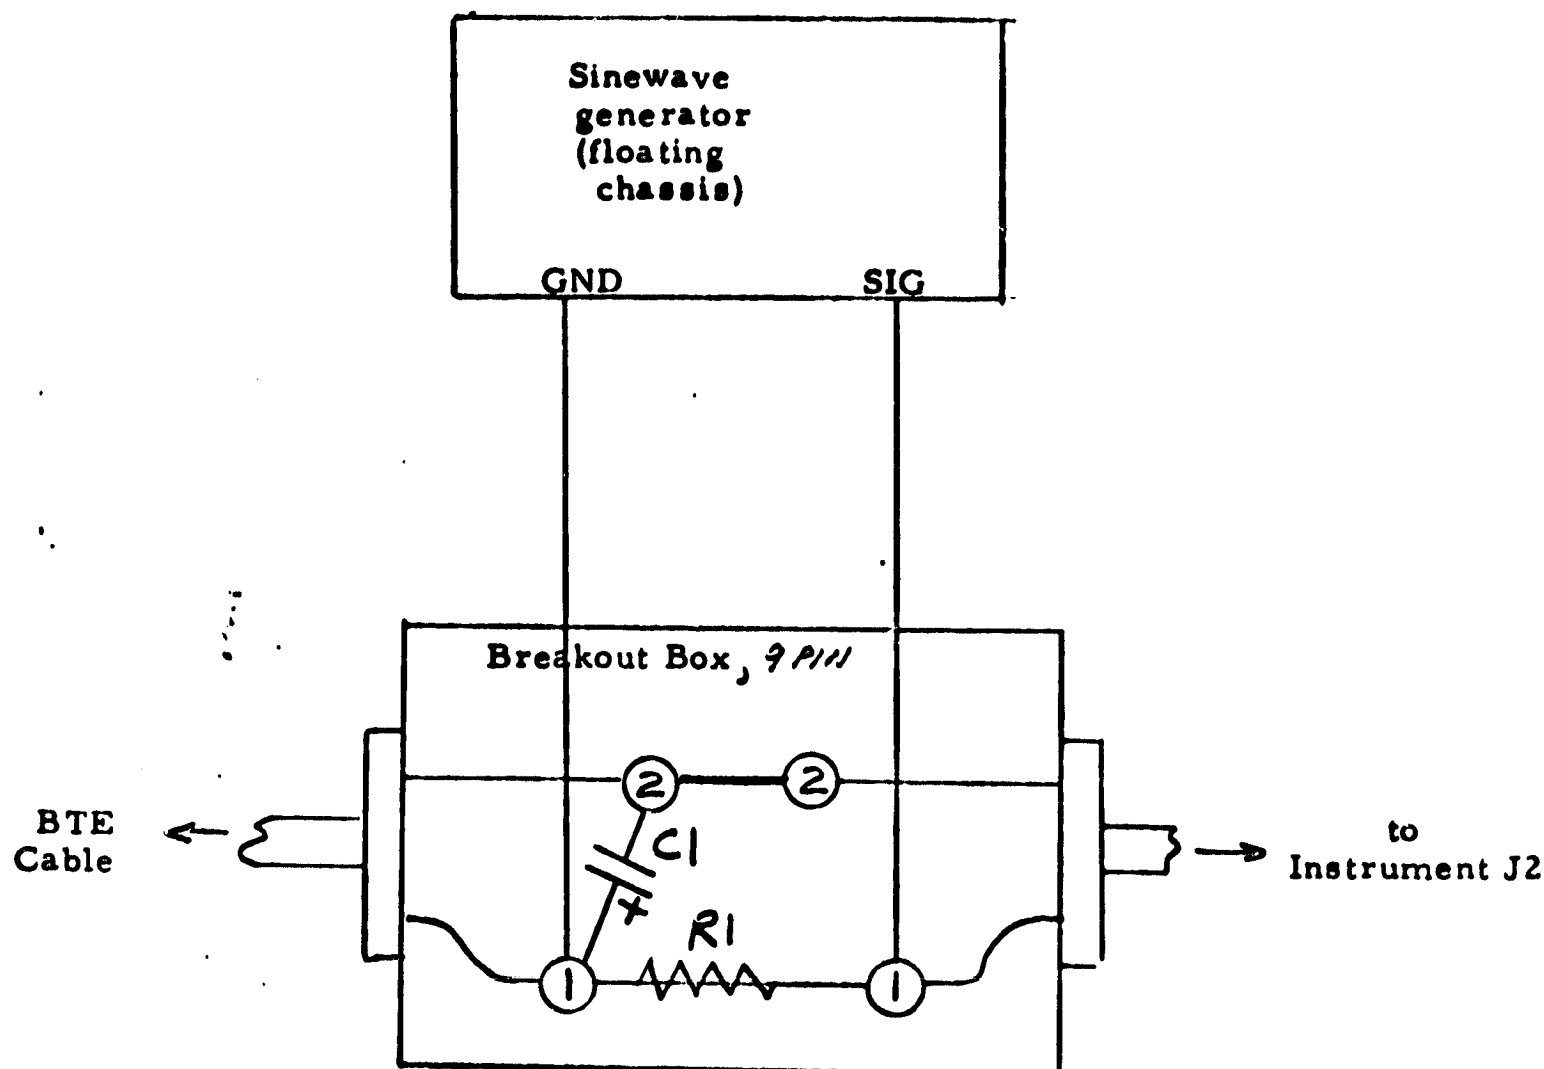 Sinewave
generator
(floating
chassis)
GND SIG
Breakout Box, 9 PIN
2 2
BTE
Cable
C1
to
Instrument J2
+
R1
1 1